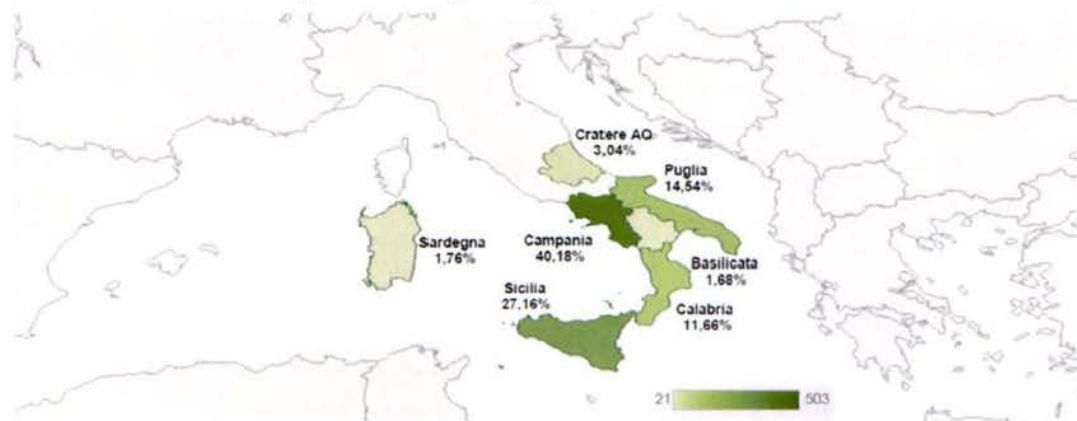 Cratere AQ
3,04%
Puglia
14,54%
Sardegna
1,76%
Campania
40,18%
Basilicata
1,68%
Sicilia
27,16%
Calabria
11,66%
21
503